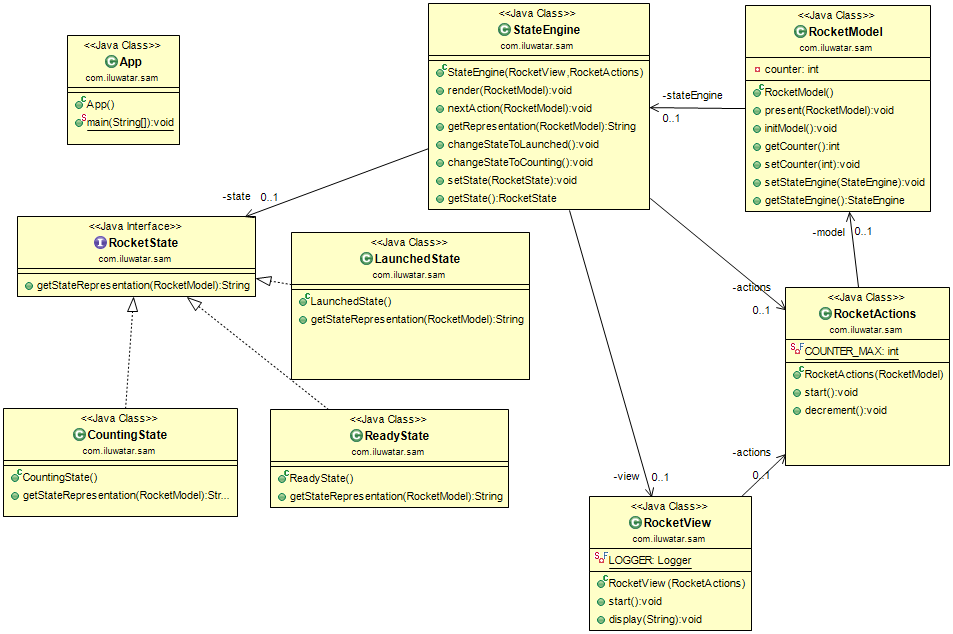 <<Java Class>>
App
com.iluwatar.sam
App()
main(String[]):void
<<Java Class>>
StateEngine
com.iluwatar.sam
StateEngine(RocketView,RocketActions)
render(RocketModel):void
nextAction(RocketModel):void
getRepresentation(RocketModel):String
changeStateToLaunched():void
changeStateToCounting():void
setState(RocketState):void
getState():RocketState
<<Java Class>>
RocketModel
com.iluwatar.sam
counter: int
RocketModel()
present(RocketModel):void
initModel():void
getCounter():int
setCounter(int):void
setStateEngine(StateEngine):void
getStateEngine():StateEngine
-stateEngine
0..1
-state 0..1
-model 0..1
<<Java Interface>>
RocketState
com.iluwatar.sam
getStateRepresentation(RocketModel):String
<<Java Class>>
LaunchedState
com.iluwatar.sam
LaunchedState()
getStateRepresentation(RocketModel):String
-actions
0..1
<<Java Class>>
RocketActions
com.iluwatar.sam
COUNTER_MAX: int
RocketActions(RocketModel)
start():void
decrement():void
<<Java Class>>
CountingState
com.iluwatar.sam
CountingState()
getStateRepresentation(RocketModel):Str...
<<Java Class>>
ReadyState
com.iluwatar.sam
ReadyState()
getStateRepresentation(RocketModel):String
-actions
0..1
-view 0..1
<<Java Class>>
RocketView
com.iluwatar.sam
LOGGER: Logger
RocketView(RocketActions)
start():void
display(String):void